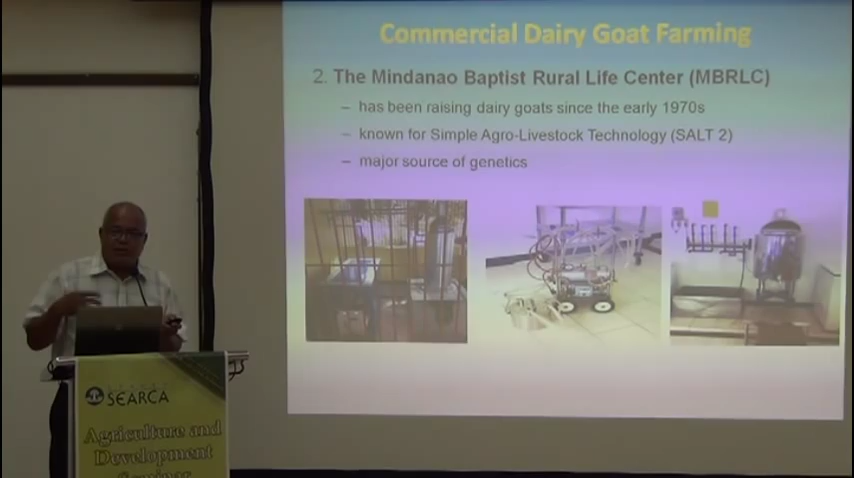 Commercial Dairy Goat Farming
2. The Mindanao Baptist Rural Life Center (MBRLC)
– has been raising dairy goats since the early 1970s
– known for Simple Agro-Livestock Technology (SALT 2)
– major source of genetics
SEARCA
Agriculture and
Development
Seminar